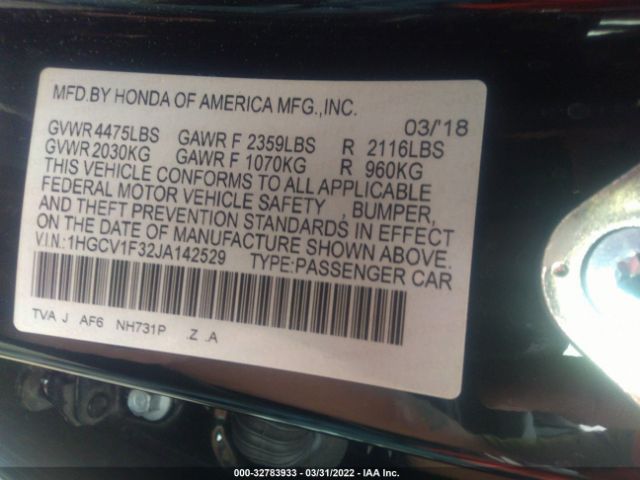 MFD.BY HONDA OF AMERICA MFG.,INC.
03/'18
GVWR 4475LBS GAWR F 2359LBS R 2116LBS
GVWR 2030KG GAWR F 1070KG R 960KG
THIS VEHICLE CONFORMS TO ALL APPLICABLE
FEDERAL MOTOR VEHICLE SAFETY , BUMPER,
AND THEFT PREVENTION STANDARDS IN EFFECT
ON THE DATE OF MANUFACTURE SHOWN ABOVE.
V.I.N.: 1HGCV1F32JA142529 TYPE:PASSENGER CAR
TVA J AF6 NH731P .Z .A
000-32783933 - 03/31/2022 - IAA Inc.